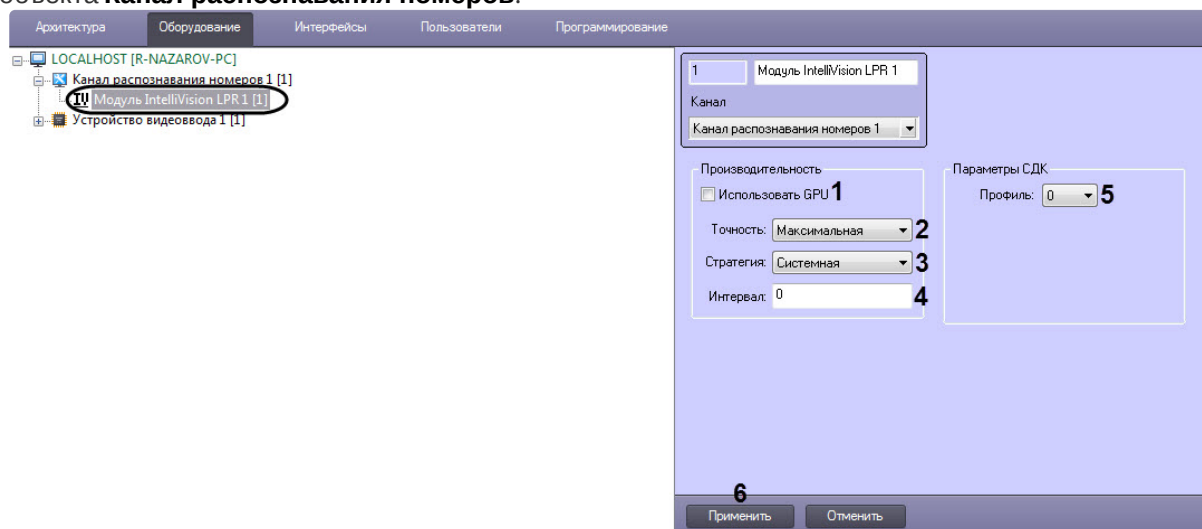 объекта Канал распознавания номеров.
Архитектура Оборудование Интерфейсы Пользователи Программирование
LOCALHOST [R-NAZAROV-PC]
Канал распознавания номеров 1 [1]
IV Модуль IntelliVision LPR 1 [1]
Устройство видеоввода 1 [1]
1 Модуль IntelliVision LPR 1
Канал
Канал распознавания номеров 1
Производительность
Использовать GPU 1
Точность: Максимальная 2
Стратегия: Системная 3
Интервал: 0 4
Параметры СДК
Профиль: 0 5
6
Применить Отменить